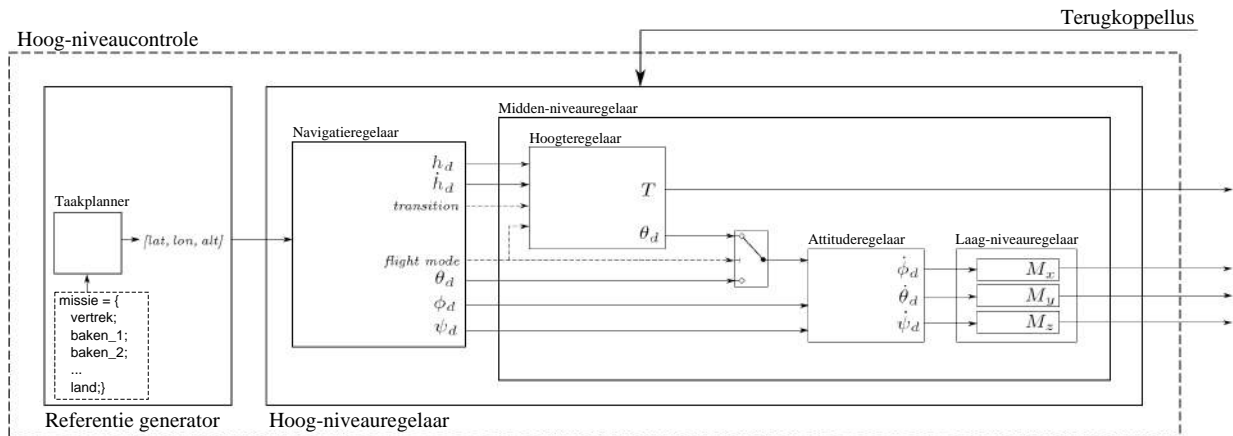 Terugkoppellus
Hoog-niveaucontrole
Midden-niveauregelaar
Navigatieregelaar
Hoogteregelaar
h_d
ḣ_d
transition
T
Taakplanner
[lat, lon, alt]
θ_d
flight mode
θ_d
ϕ_d
ψ_d
Attituderegelaar
Laag-niveauregelaar
ϕ̇_d
M_x
θ̇_d
M_y
ψ̇_d
M_z
missie = {
vertrek;
baken_1;
baken_2;
...
land;}
Referentie generator
Hoog-niveauregelaar